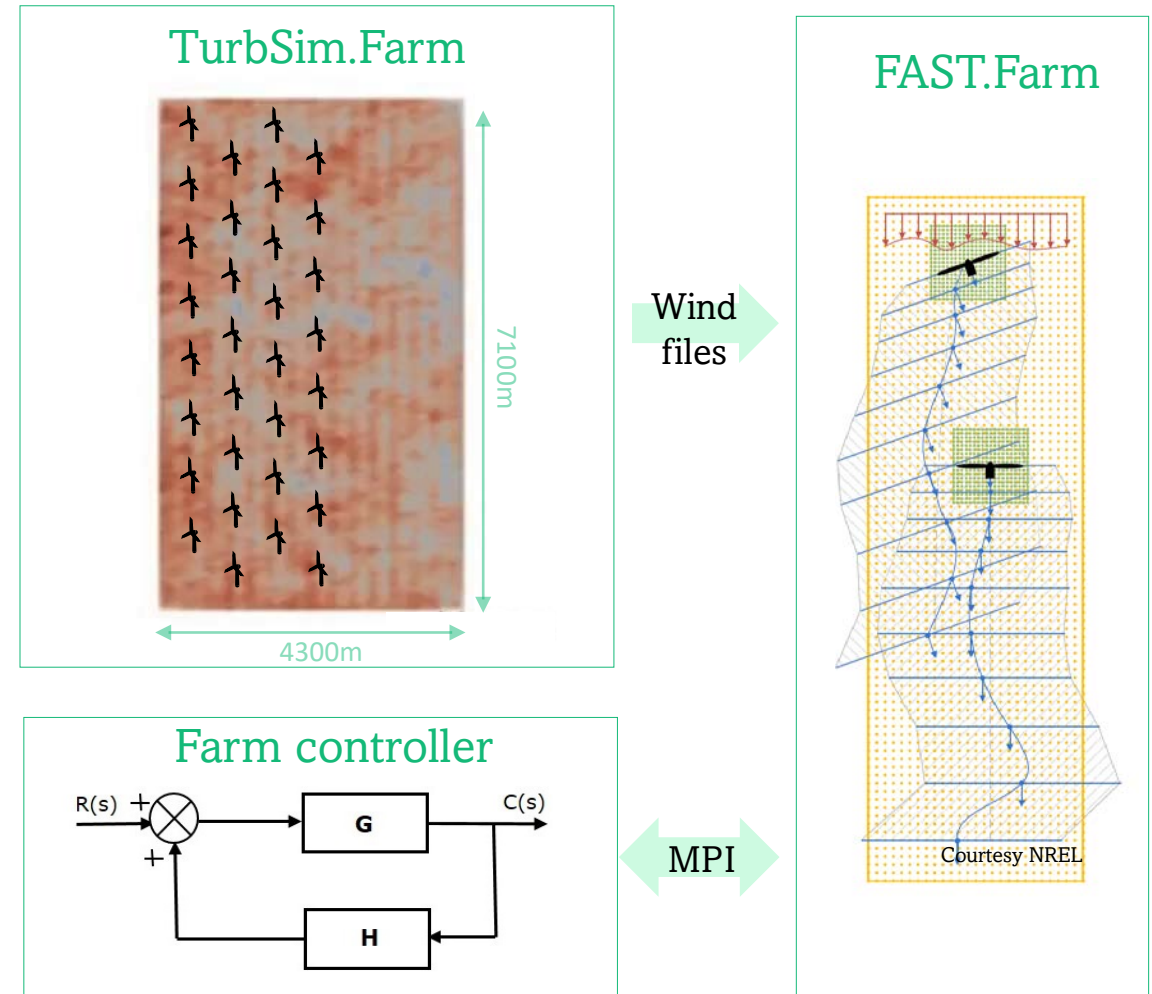 TurbSim.Farm
7100m
4300m
Wind
files
FAST.Farm
Courtesy NREL
Farm controller
R(s)
+
+
G
C(s)
H
MPI